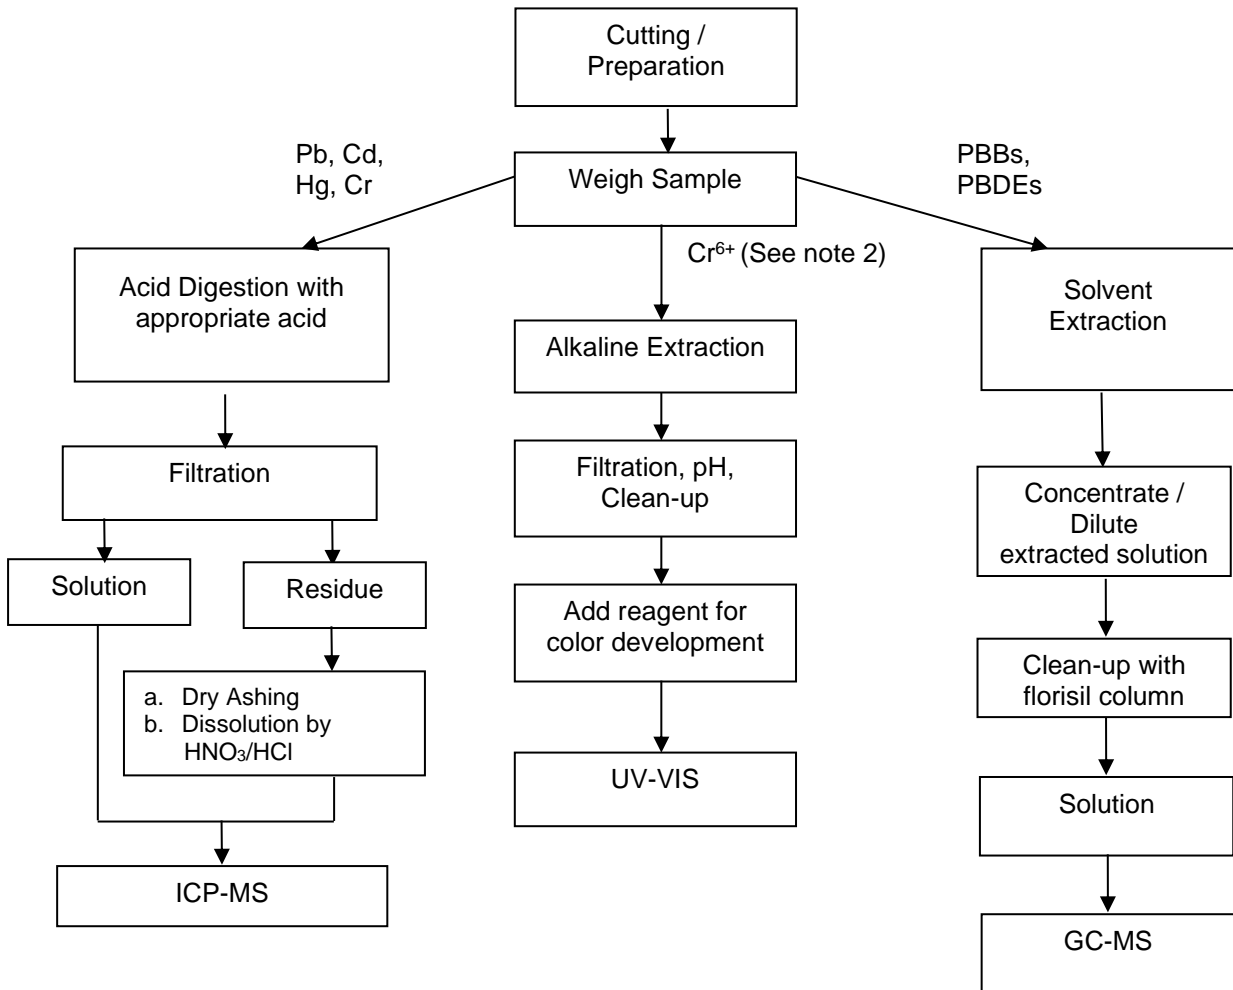 Cutting /
Preparation
Pb, Cd,
Hg, Cr
Weigh Sample
PBBs,
PBDEs
Cr⁶⁺ (See note 2)
Acid Digestion with
appropriate acid
Alkaline Extraction
Solvent
Extraction
Filtration
Filtration, pH,
Clean-up
Concentrate /
Dilute
extracted solution
Solution
Residue
Add reagent for
color development
a. Dry Ashing
b. Dissolution by
HNO₃/HCl
Clean-up with
florisil column
UV-VIS
Solution
ICP-MS
GC-MS